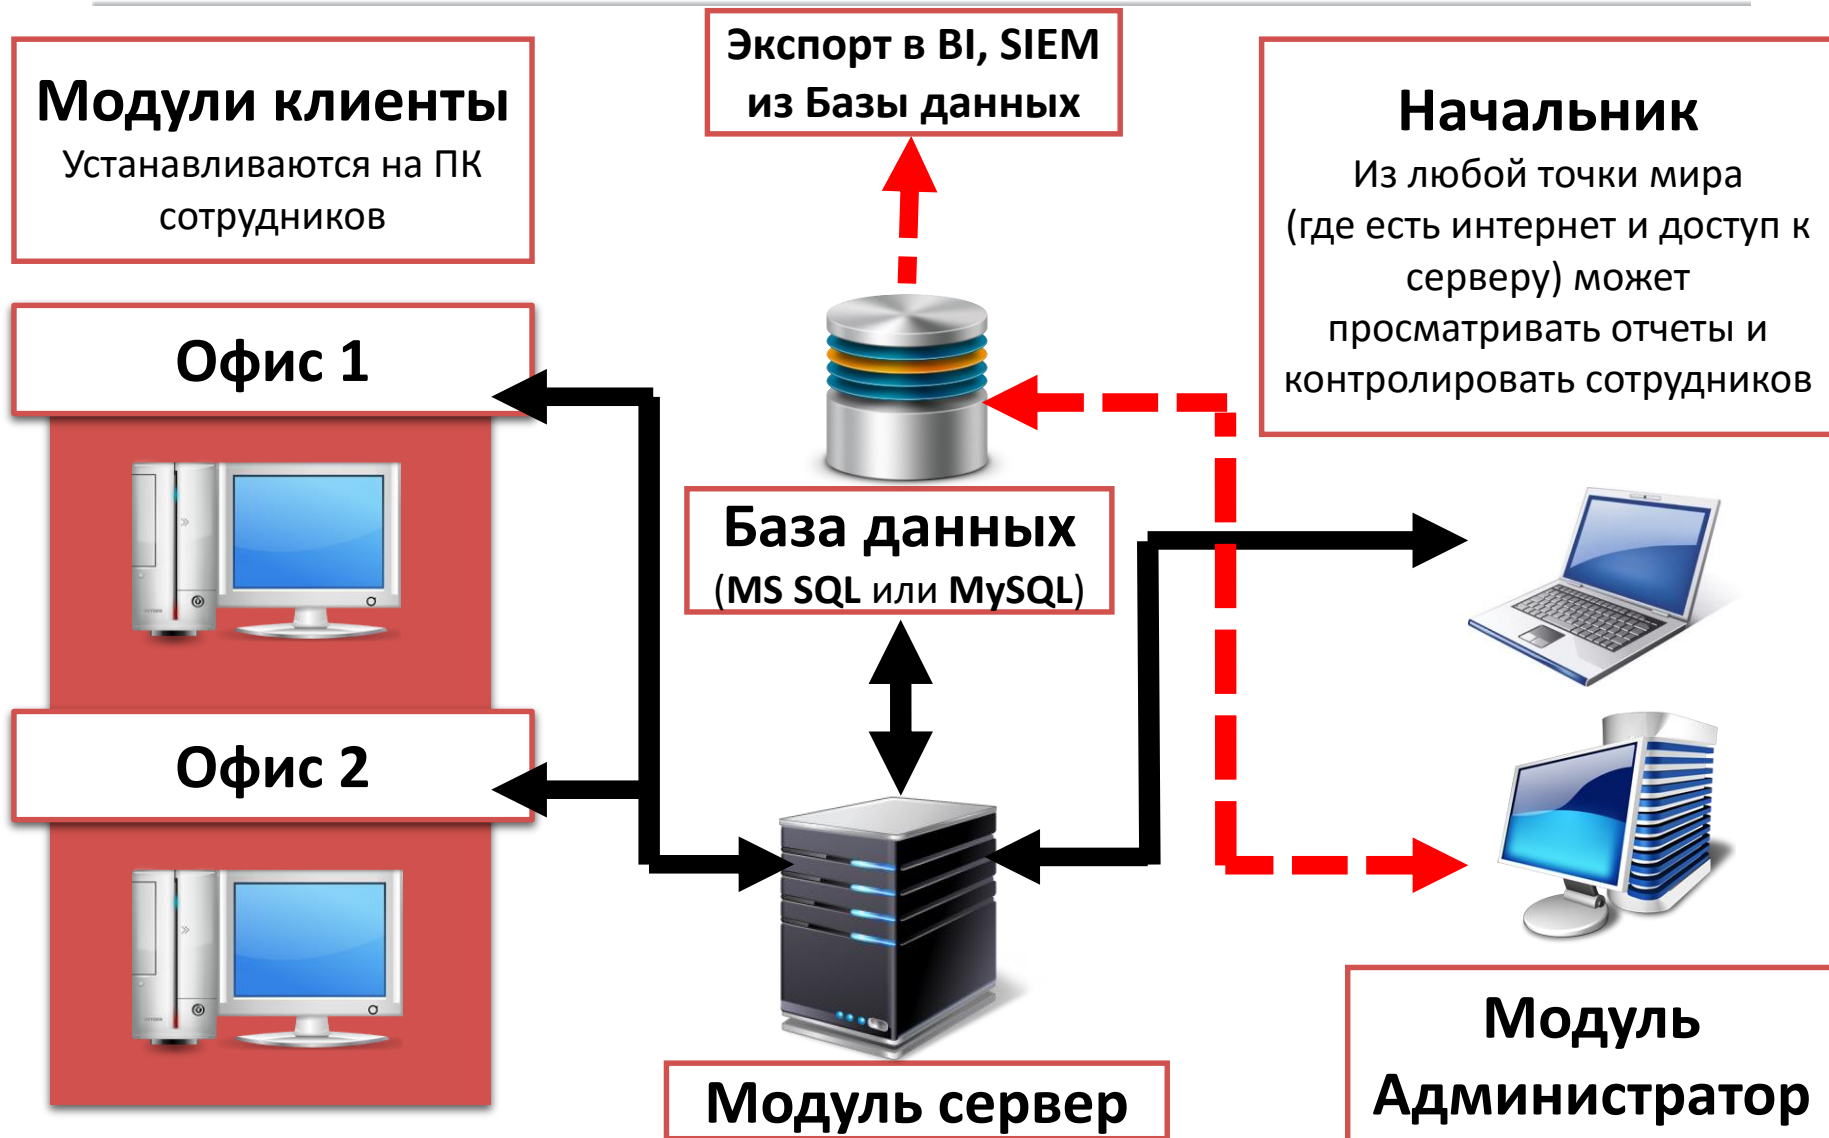 Модули клиенты
Устанавливаются на ПК
сотрудников
Экспорт в BI, SIEM
из Базы данных
Начальник
Из любой точки мира
(где есть интернет и доступ к
серверу) может
просматривать отчеты и
контролировать сотрудников
Офис 1
База данных
(MS SQL или MySQL)
Офис 2
Модуль сервер
Модуль
Администратор